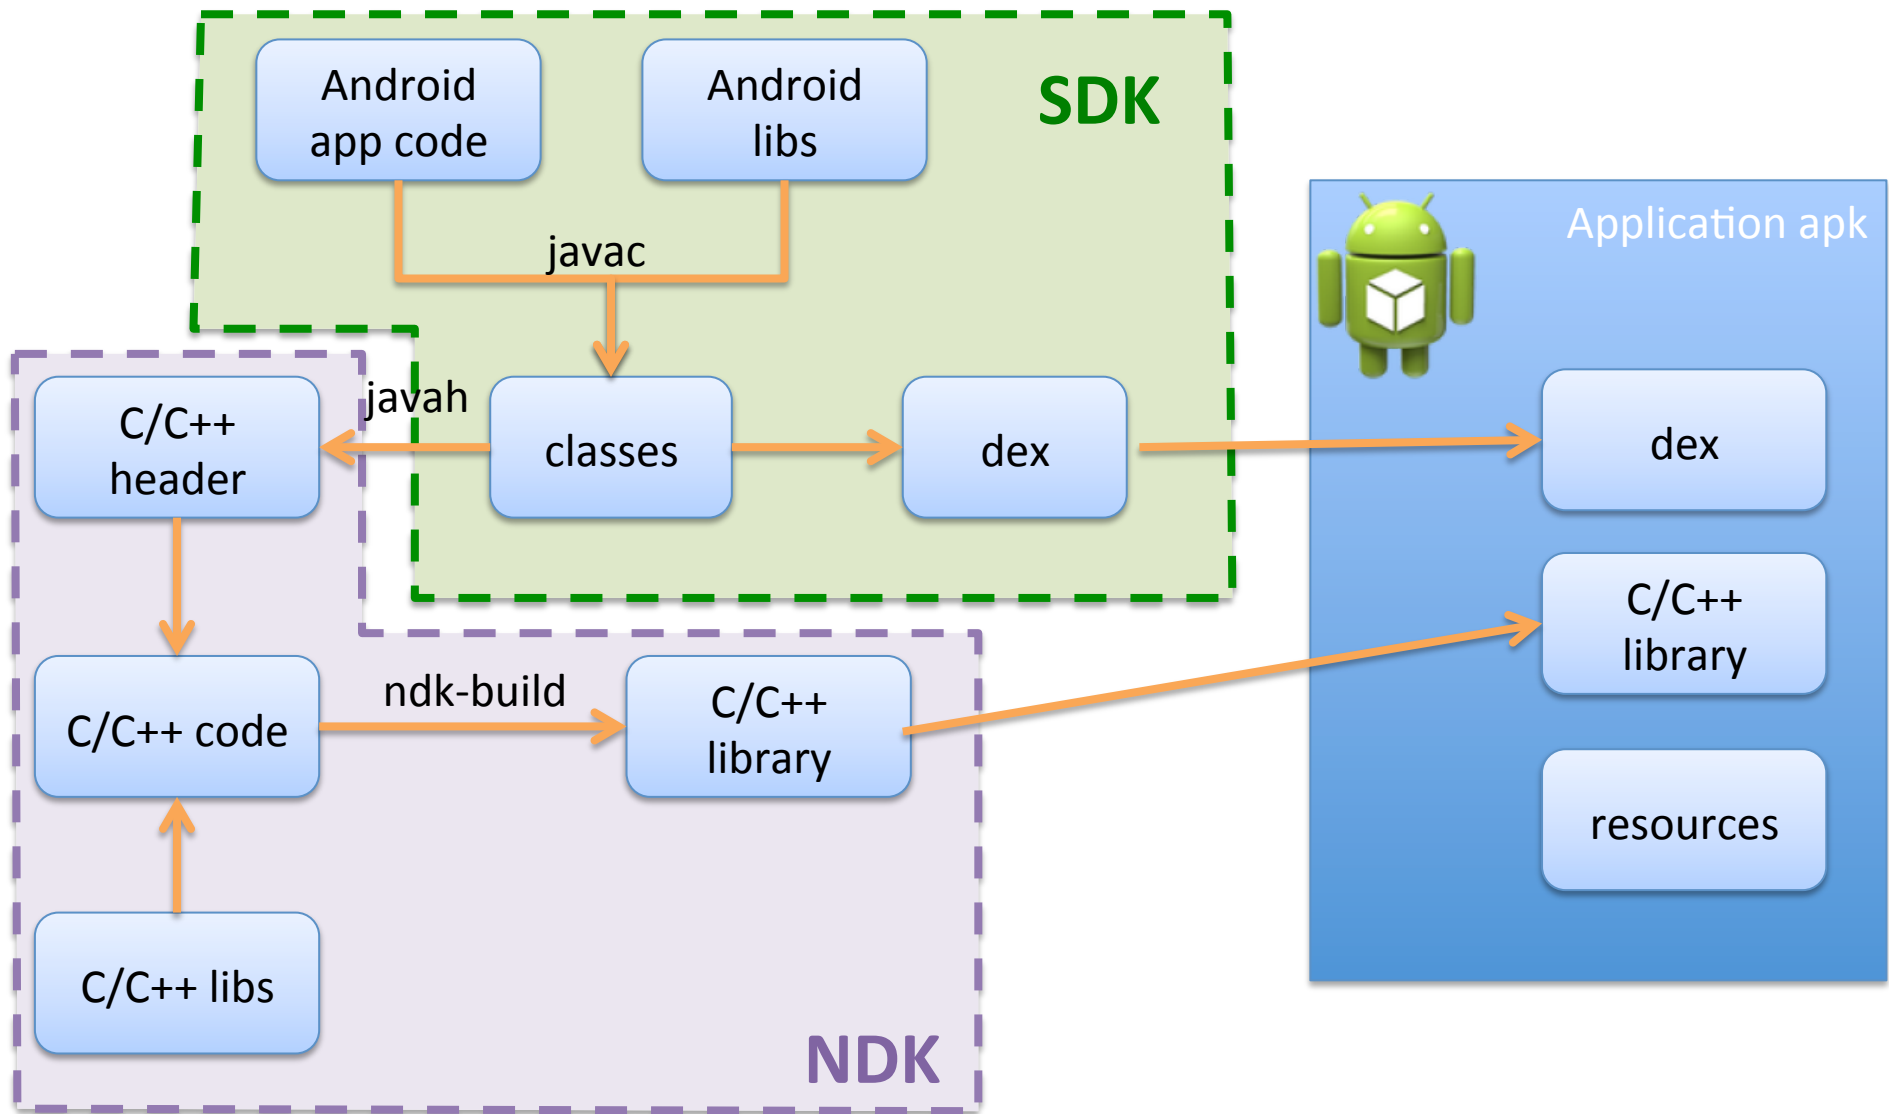 Android
app code
Android
libs
SDK
javac
Application apk
javah
C/C++
header
classes
dex
dex
C/C++
library
C/C++ code
ndk-build
C/C++
library
resources
C/C++ libs
NDK